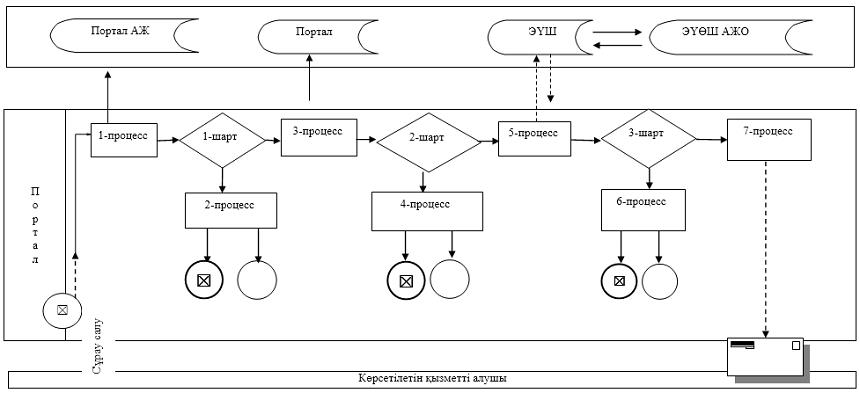 Портал АЖ
Портал
ЭҮШ
ЭҮӨШ АЖО
Портал
1-процесс
1-шарт
3-процесс
2-шарт
5-процесс
3-шарт
7-процесс
2-процесс
4-процесс
6-процесс
Сұрау салу
Көрсетілетін қызметті алушы